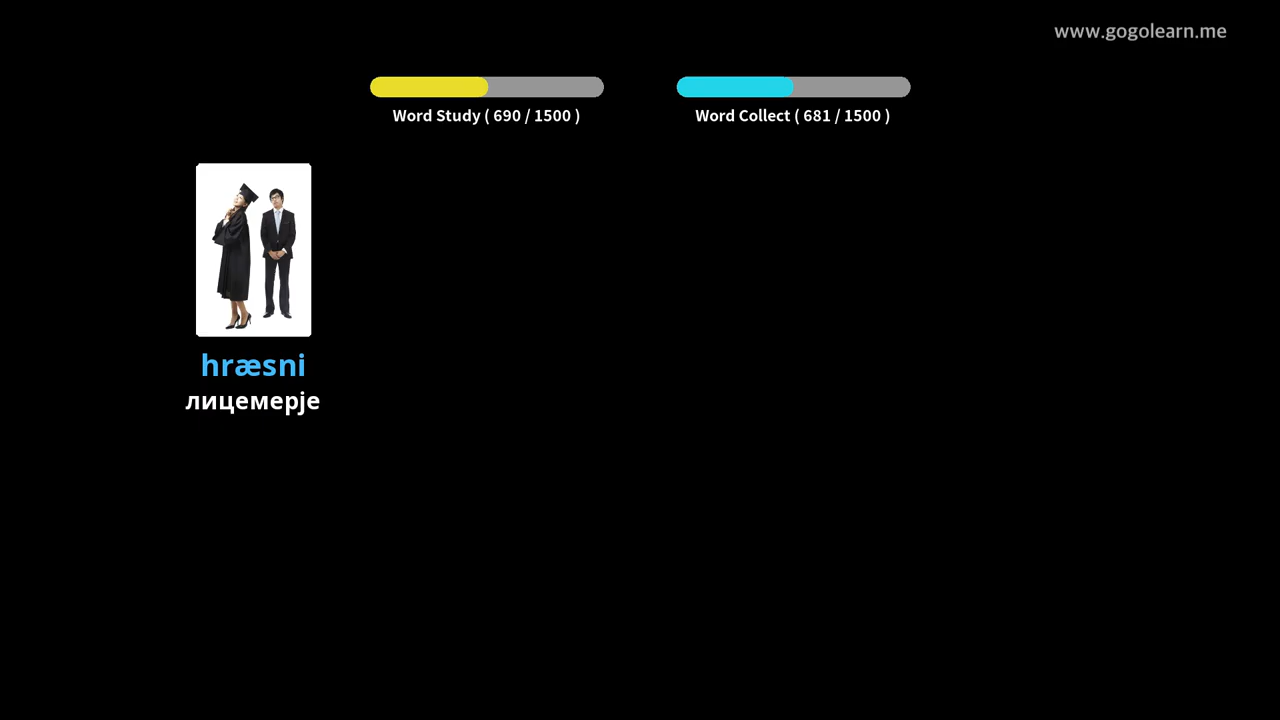 www.gogolearn.me
Word Study ( 690 / 1500 )
Word Collect ( 681 / 1500 )
hræsni
лицемерје